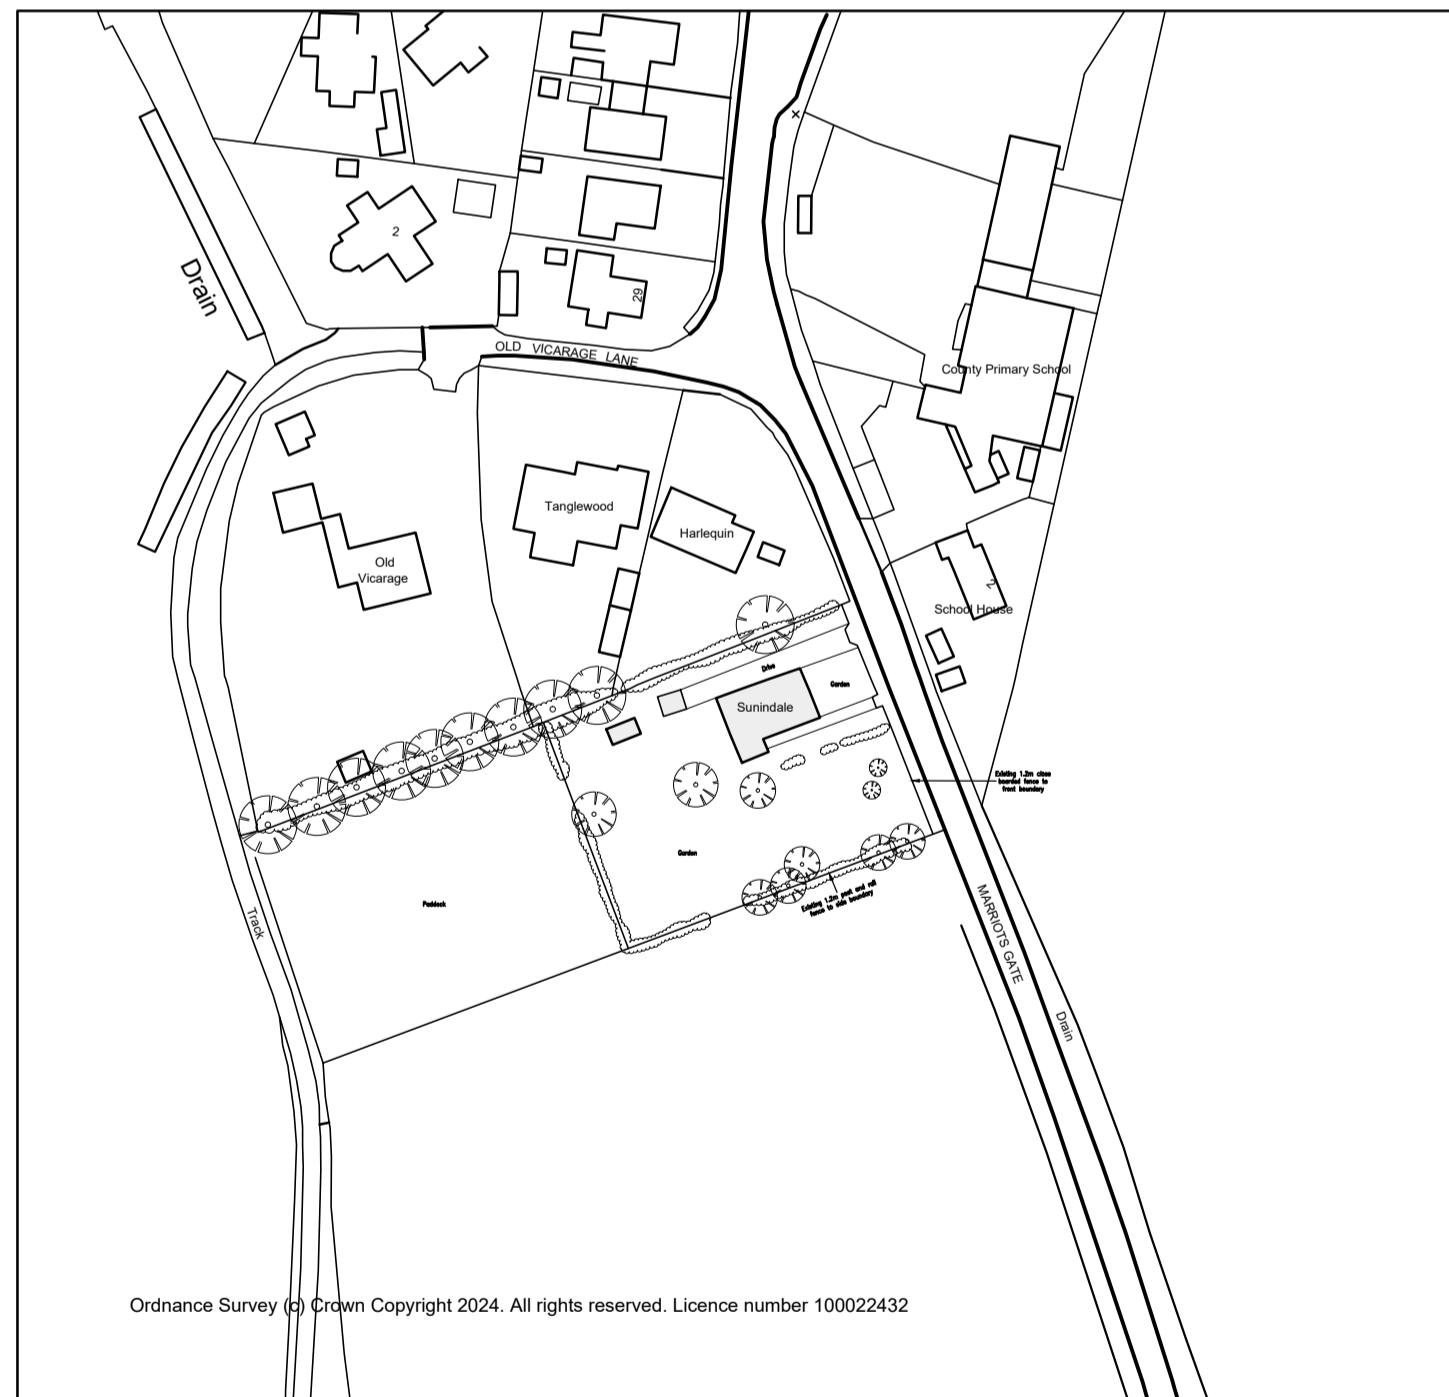 2
Drain
29
OLD VICARAGE LANE
County Primary School
Tanglewood
Harlequin
Old
Vicarage
2
School House
Drive
Garden
Sunindale
Existing 1.2m close
boarded fence to
front boundary
Garden
Existing 1.2m post and rail
fence to side boundary
Paddock
Track
MARRIOTS GATE
Drain
Ordnance Survey (c) Crown Copyright 2024. All rights reserved. Licence number 100022432